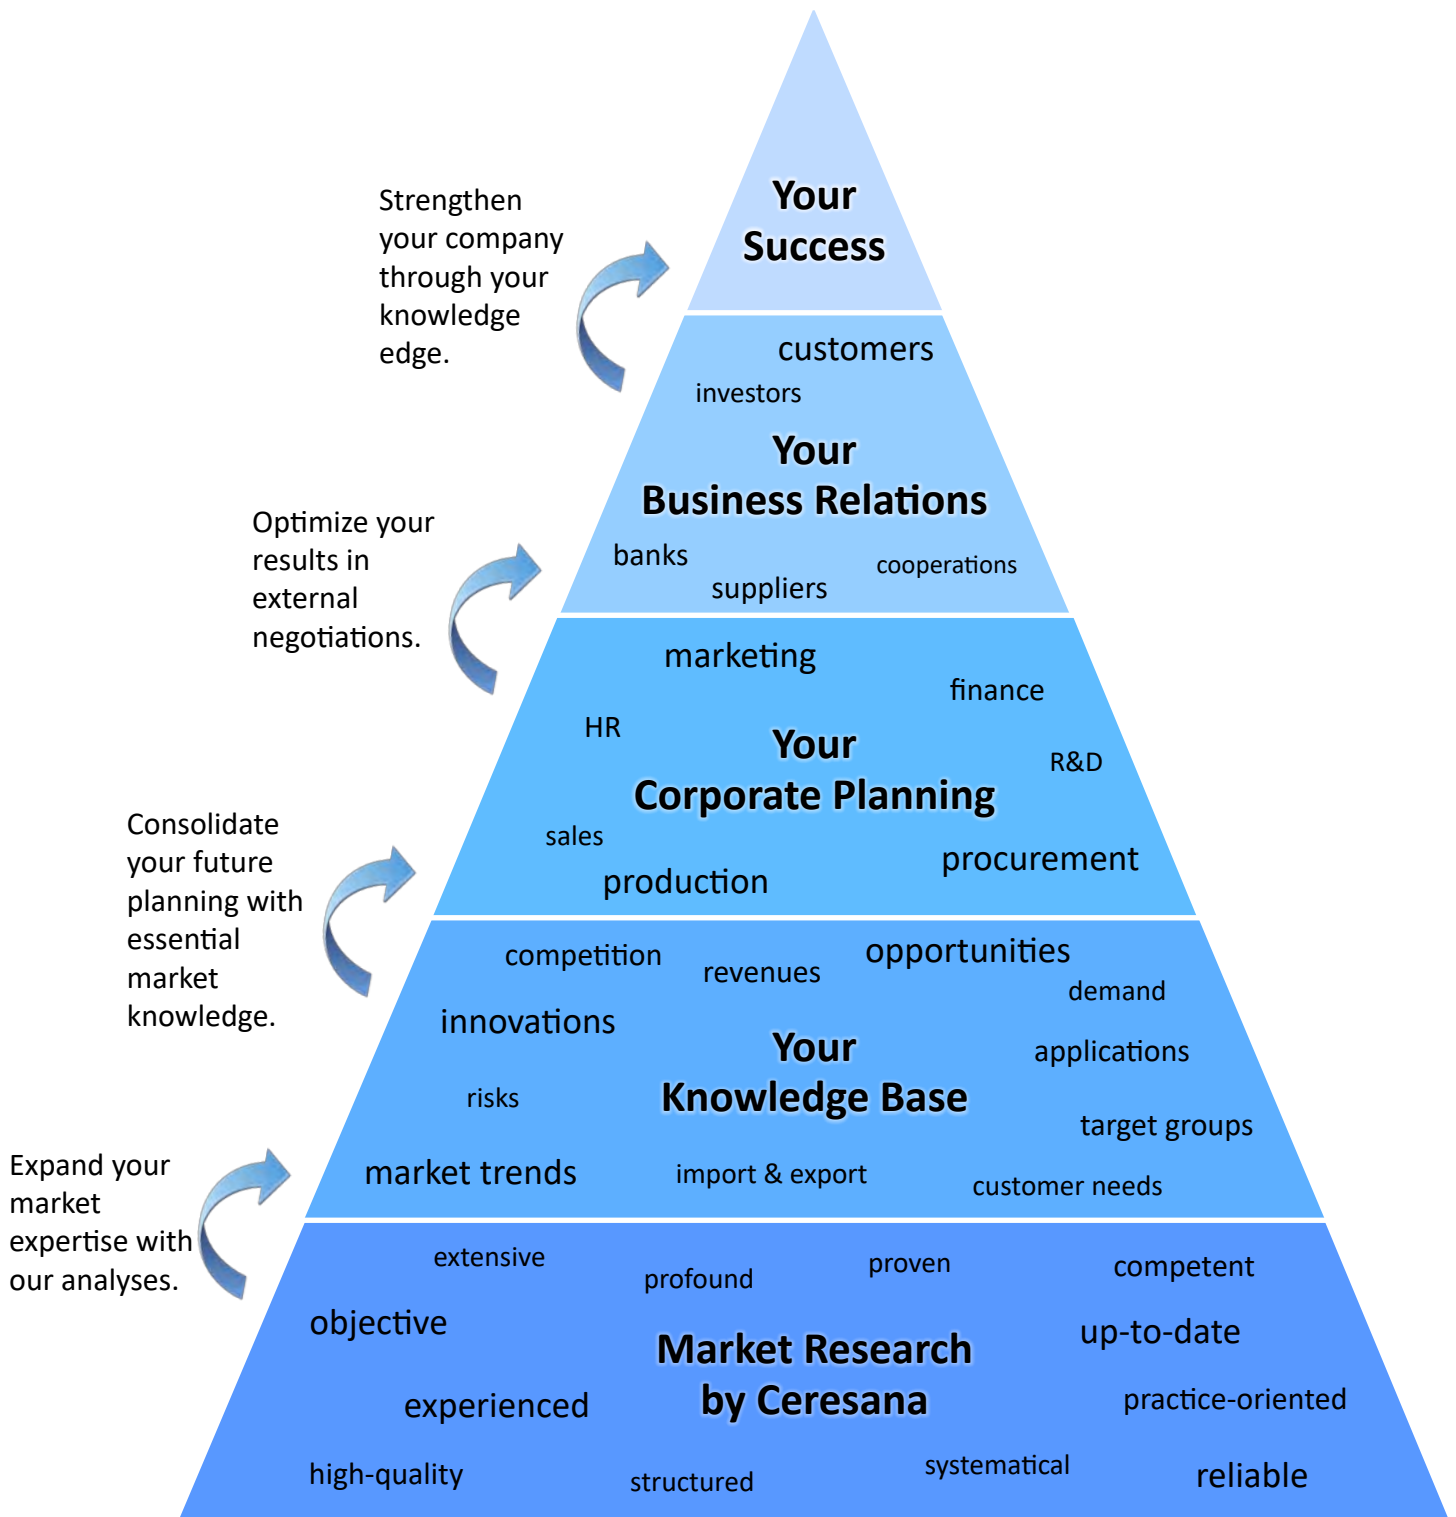 Your
Success
Strengthen
your company
through your
knowledge
edge.
customers
investors
Your
Business Relations
banks
suppliers
cooperations
Optimize your
results in
external
negotiations.
marketing
finance
HR
Your
Corporate Planning
R&D
sales
production
procurement
Consolidate
your future
planning with
essential
market
knowledge.
competition
revenues
opportunities
demand
innovations
Your
Knowledge Base
applications
risks
target groups
market trends
import & export
customer needs
Expand your
market
expertise with
our analyses.
extensive
profound
proven
competent
objective
Market Research
by Ceresana
up-to-date
experienced
practice-oriented
high-quality
structured
systematical
reliable